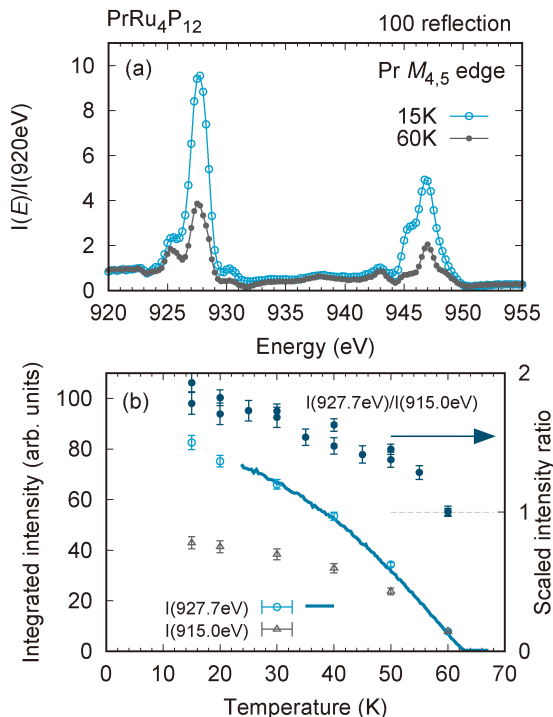 PrRu4P12 100 reflection
(a) Pr M4,5 edge
15K
60K
I(E)/I(920eV)
10
8
6
4
2
0
920 925 930 935 940 945 950 955
Energy (eV)
(b) I(927.7eV)/I(915.0eV)
Integrated intensity (arb. units)
100
80
60
40
20
0
Scaled intensity ratio
2
1
0
I(927.7eV)
I(915.0eV)
0 10 20 30 40 50 60 70
Temperature (K)